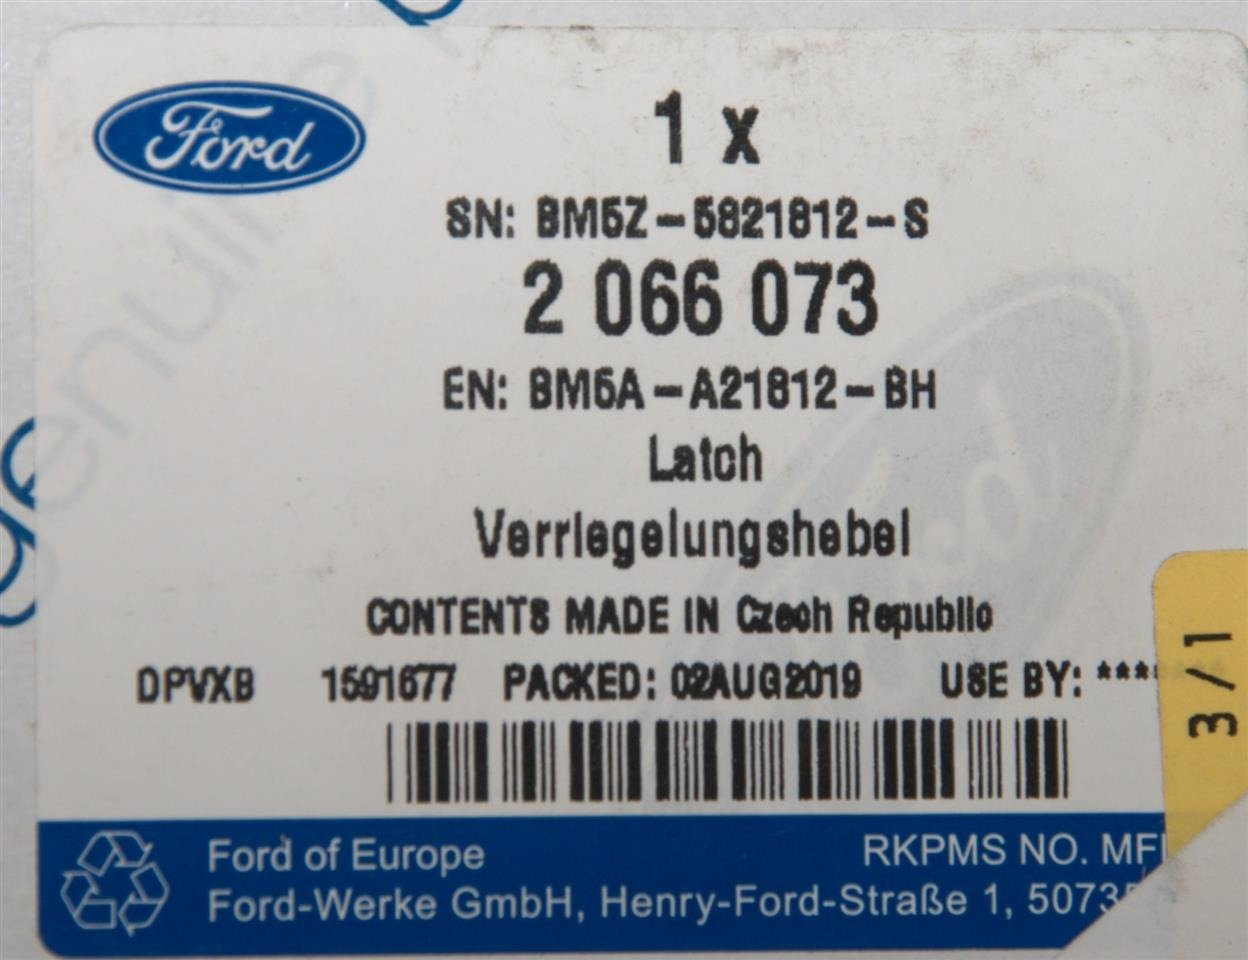 Ford
1 x
SN: BM5Z-5821812-S
2 066 073
EN: BM5A-A21812-BH
Latch
Verriegelungshebel
CONTENTS MADE IN Czech Republic
DPVXB 1591677 PACKED: 02AUG2019 USE BY: ***
3/1
Ford of Europe RKPMS NO.
Ford-Werke GmbH, Henry-Ford-Straße 1, 50735
genuine